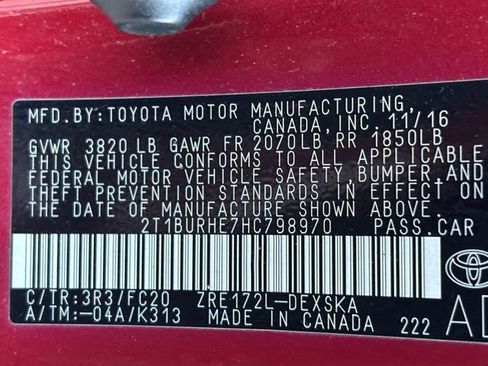 MFD.BY:TOYOTA MOTOR MANUFACTURING,
CANADA, INC. 11/16
GVWR 3820 LB GAWR FR 2070LB RR 1850LB
THIS VEHICLE CONFORMS TO ALL APPLICABLE
FEDERAL MOTOR VEHICLE SAFETY, BUMPER, AND
THEFT PREVENTION STANDARDS IN EFFECT ON
THE DATE OF MANUFACTURE SHOWN ABOVE.
2T1BURHE7HC798970 PASS.CAR
C/TR:3R3/FC20 ZRE172L-DEXSKA
A/TM:-04A/K313 MADE IN CANADA 222